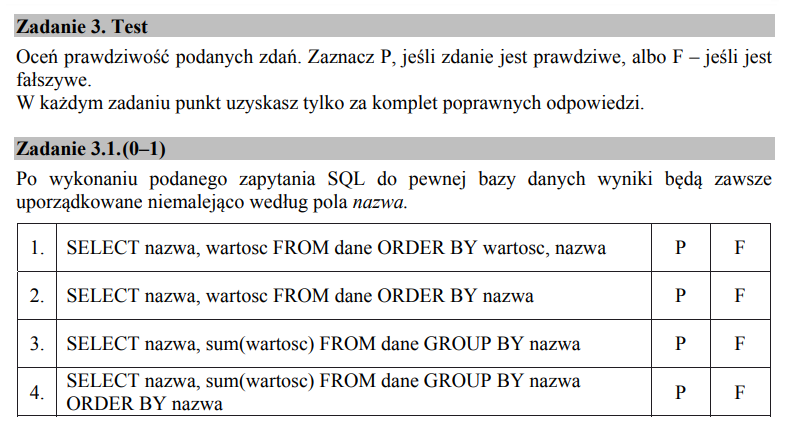 Zadanie 3. Test
Oceń prawdziwość podanych zdań. Zaznacz P, jeśli zdanie jest prawdziwe, albo F – jeśli jest
fałszywe.
W każdym zadaniu punkt uzyskasz tylko za komplet poprawnych odpowiedzi.
Zadanie 3.1.(0–1)
Po wykonaniu podanego zapytania SQL do pewnej bazy danych wyniki będą zawsze
uporządkowane niemalejąco według pola nazwa.
1. SELECT nazwa, wartosc FROM dane ORDER BY wartosc, nazwa P F
2. SELECT nazwa, wartosc FROM dane ORDER BY nazwa P F
3. SELECT nazwa, sum(wartosc) FROM dane GROUP BY nazwa P F
4. SELECT nazwa, sum(wartosc) FROM dane GROUP BY nazwa
ORDER BY nazwa P F